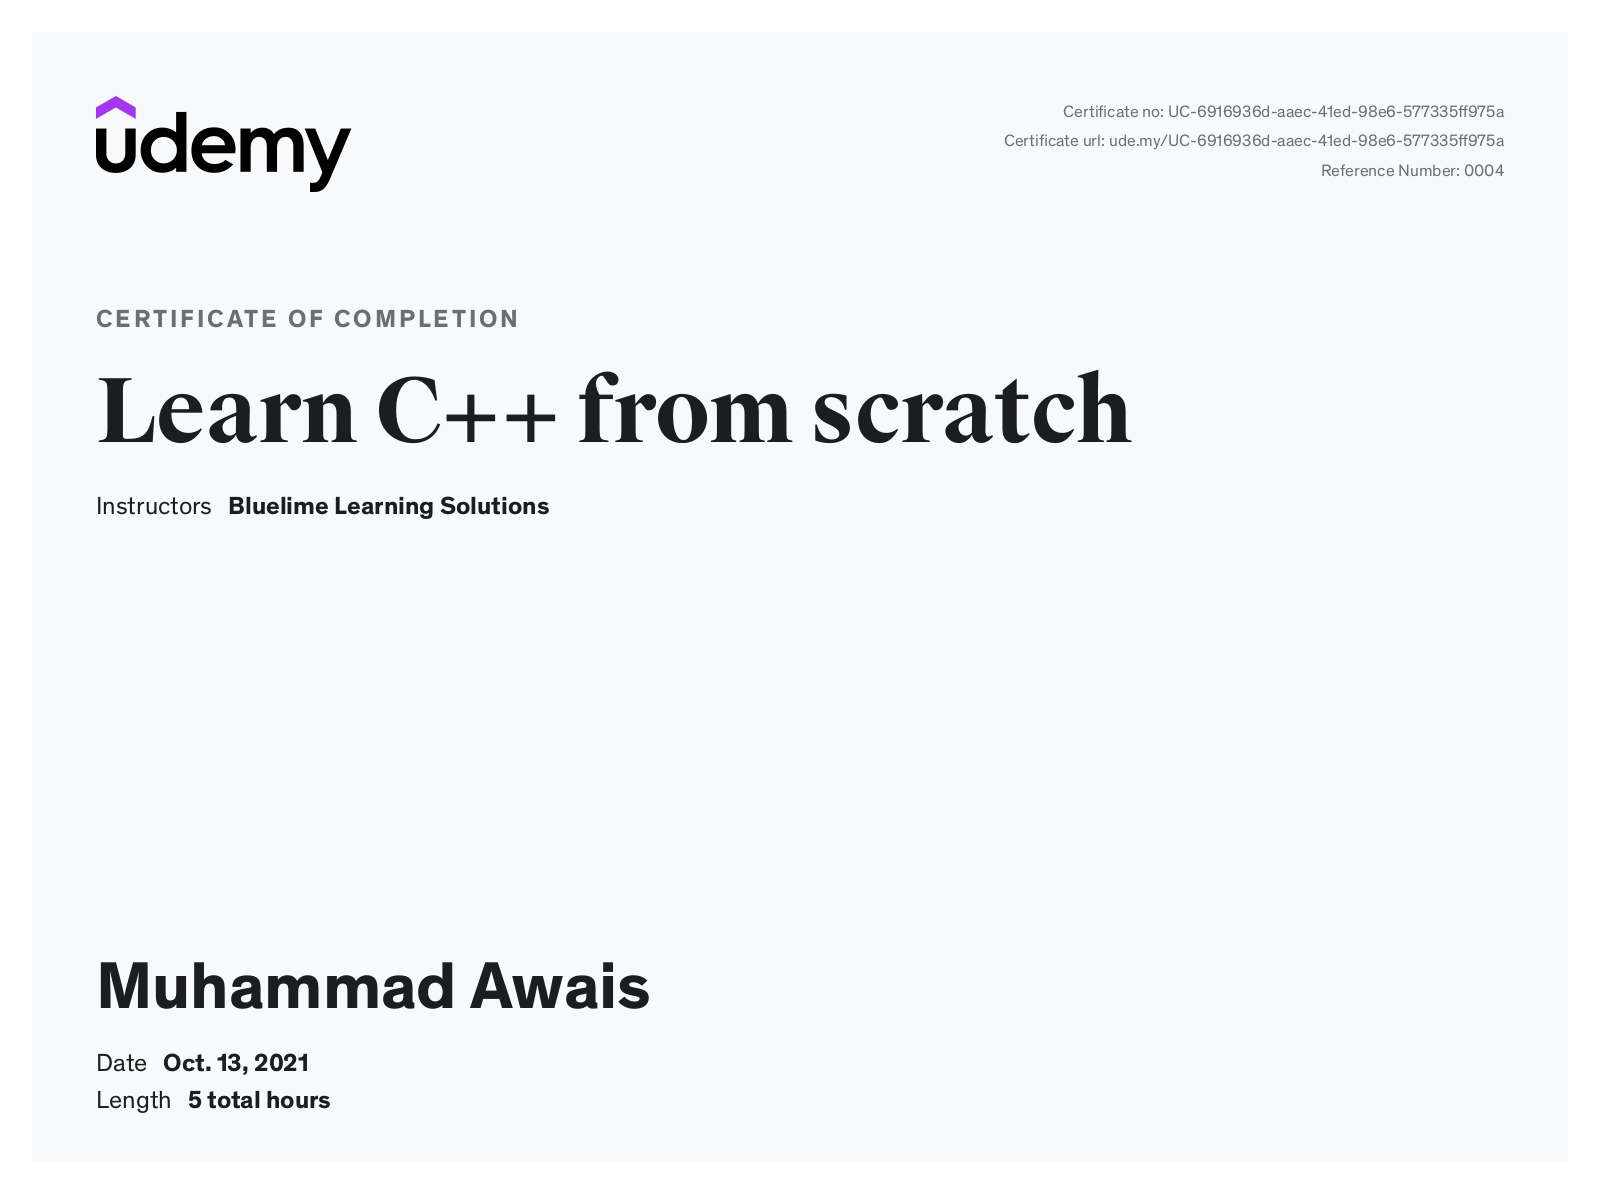 udemy
Certificate no: UC-6916936d-aaec-41ed-98e6-577335ff975a
Certificate url: ude.my/UC-6916936d-aaec-41ed-98e6-577335ff975a
Reference Number: 0004
CERTIFICATE OF COMPLETION
Learn C++ from scratch
Instructors Bluelime Learning Solutions
Muhammad Awais
Date Oct. 13, 2021
Length 5 total hours